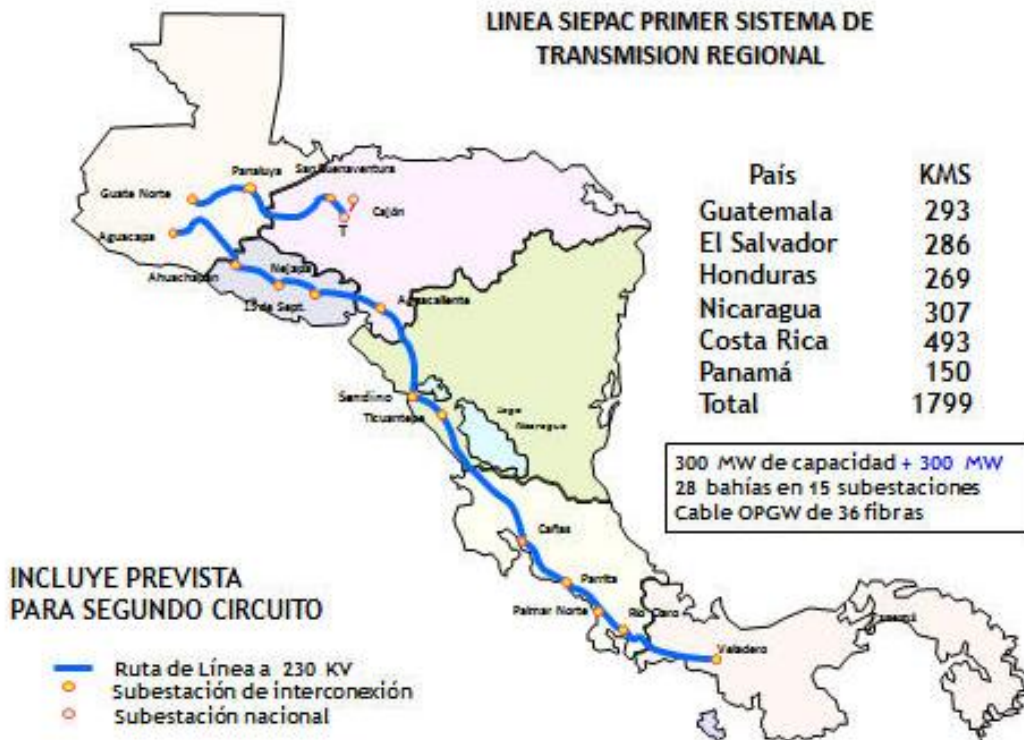 LINEA SIEPAC PRIMER SISTEMA DE
TRANSMISION REGIONAL
Panaluya
San Buenaventura
Guate Norte
Cajón
T
Aguacapa
Ahuachapán
Nejapa
15 de Sept.
Aguacaliente
Sandino
Ticuantepe
Lago
Nicaragua
Cañas
Parrita
Palmar Norte
Río Claro
Veladero
País KMS
Guatemala 293
El Salvador 286
Honduras 269
Nicaragua 307
Costa Rica 493
Panamá 150
Total 1799
300 MW de capacidad + 300 MW
28 bahías en 15 subestaciones
Cable OPGW de 36 fibras
INCLUYE PREVISTA
PARA SEGUNDO CIRCUITO
Ruta de Línea a 230 KV
Subestación de interconexión
Subestación nacional